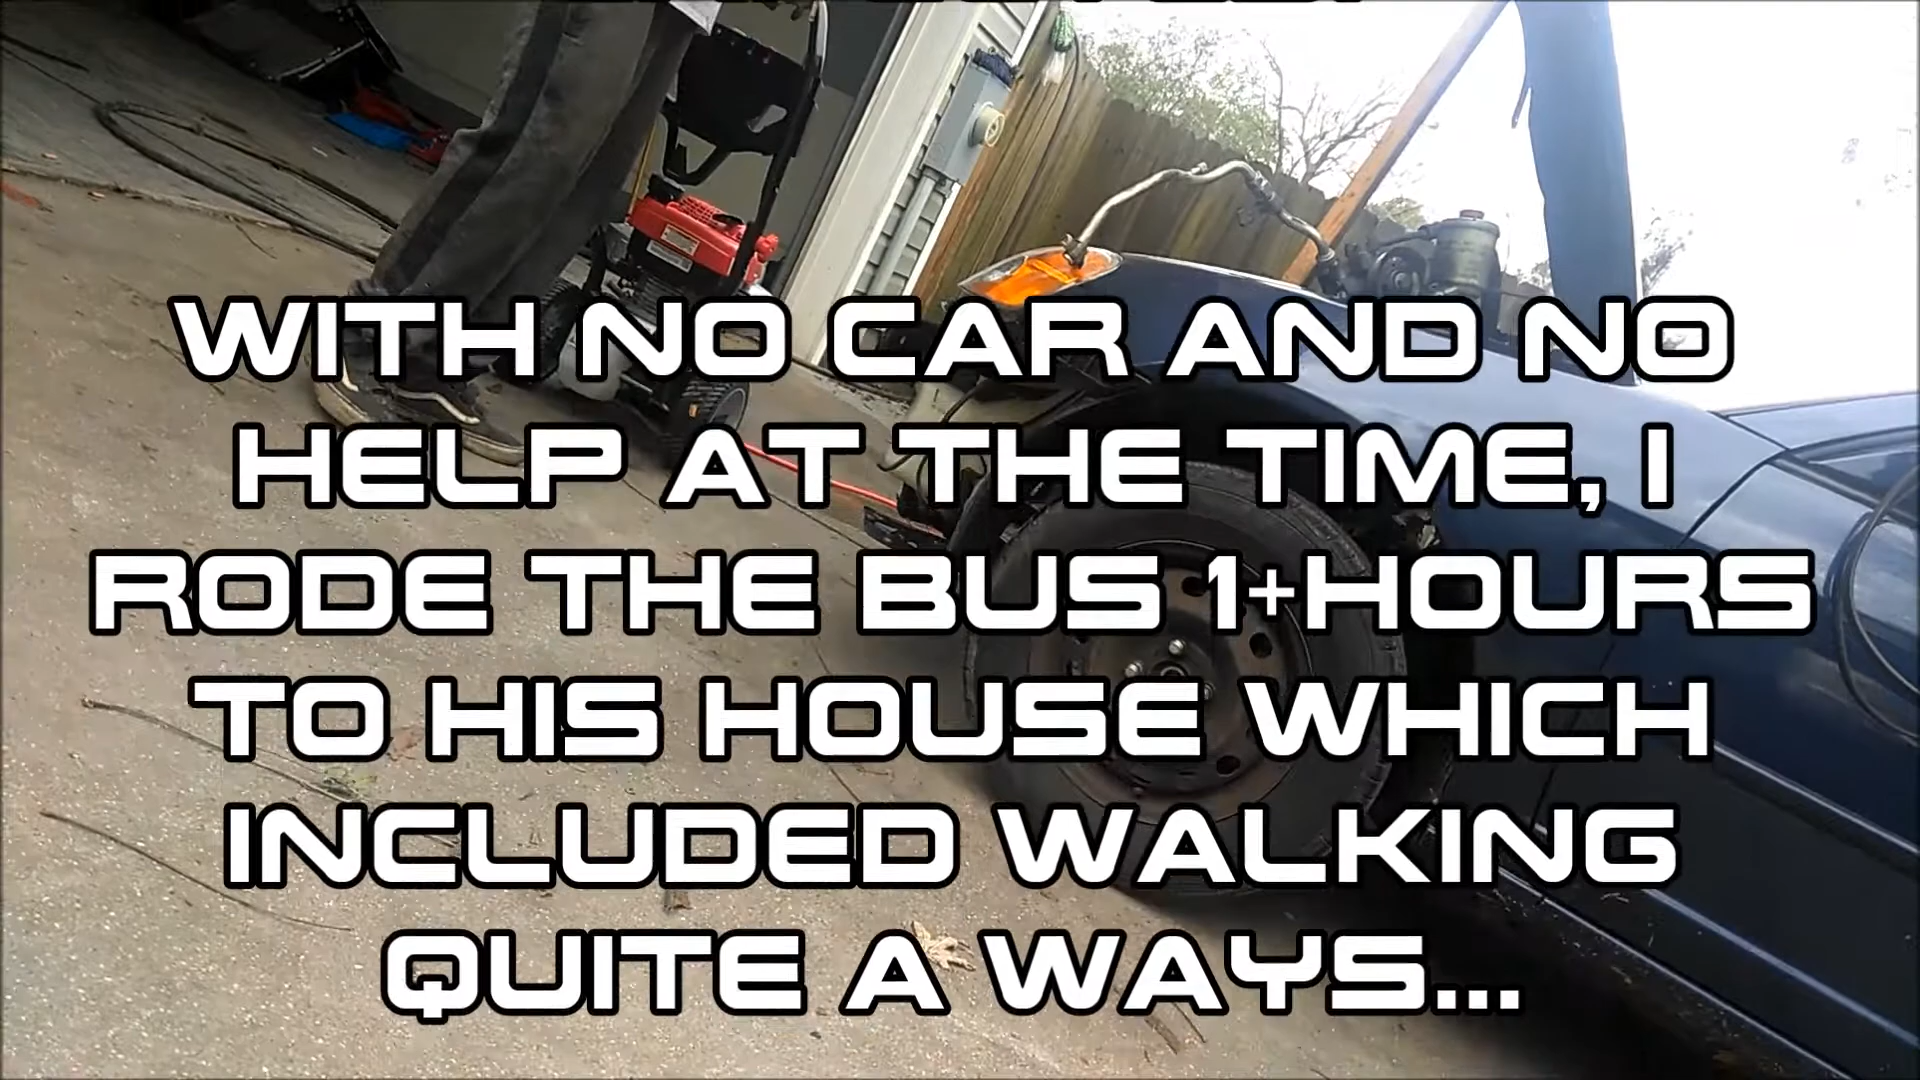 WITH NO CAR AND NO
HELP AT THE TIME, I
RODE THE BUS 1+HOURS
TO HIS HOUSE WHICH
INCLUDED WALKING
QUITE A WAYS...